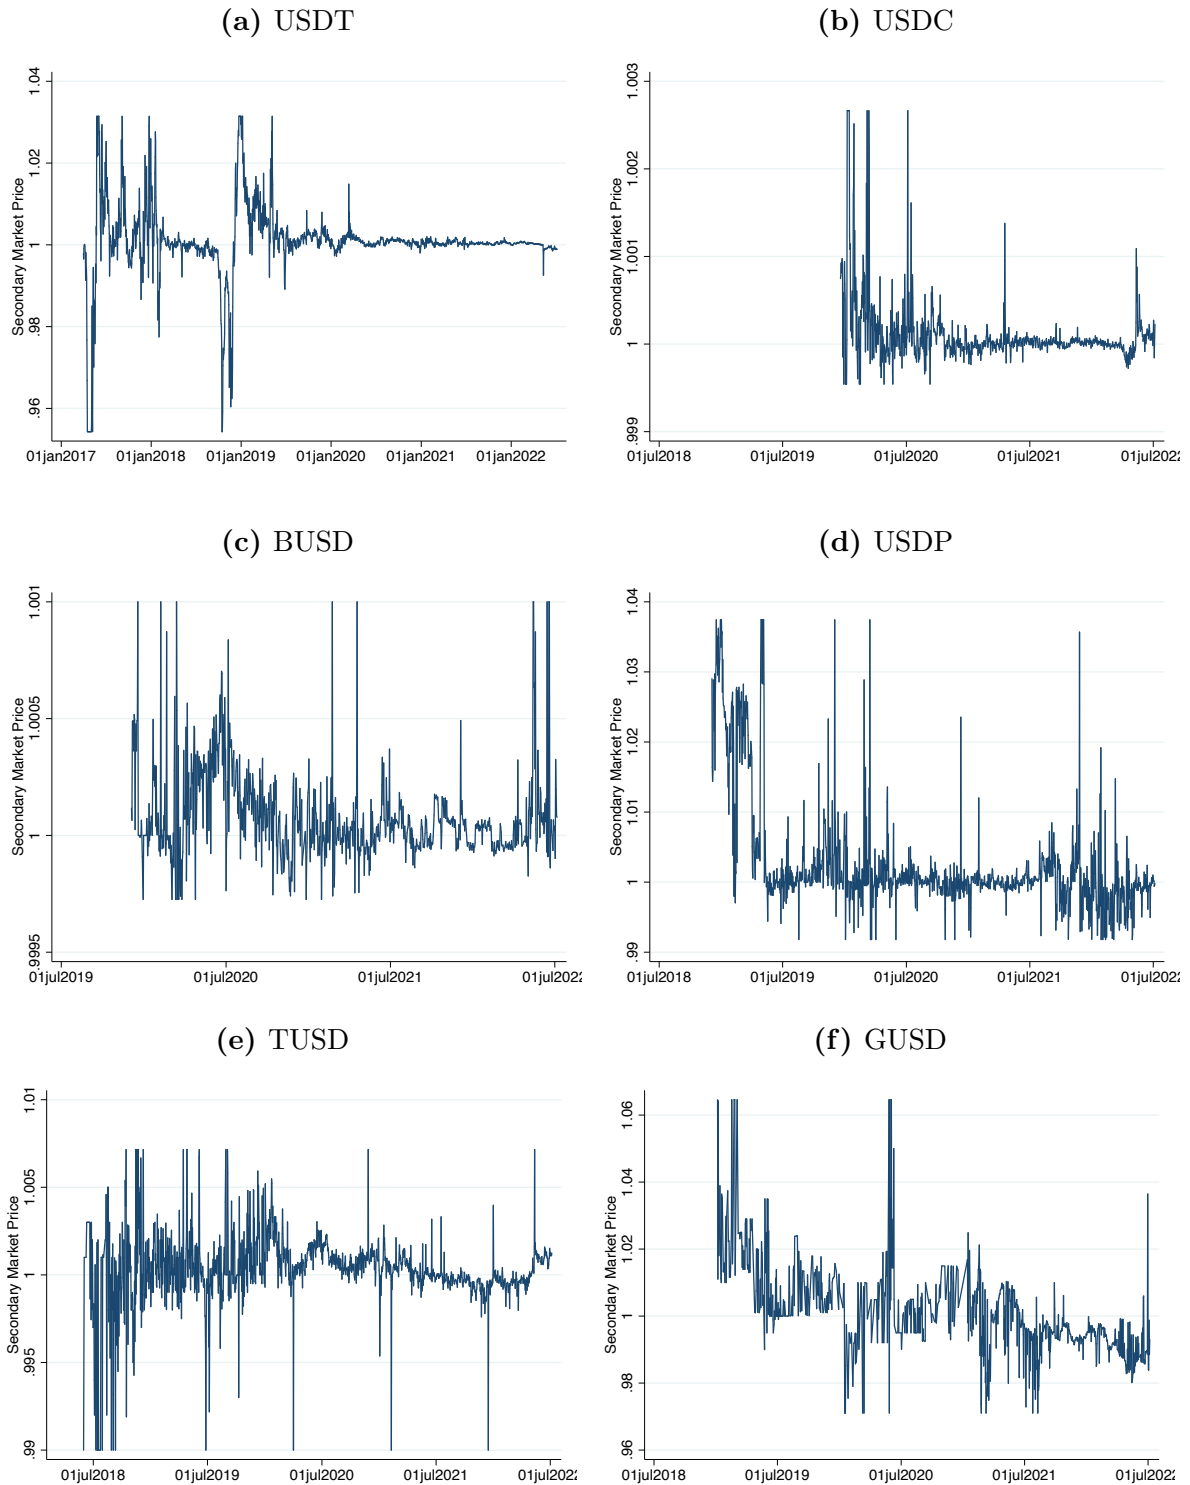 (a) USDT
(b) USDC
Secondary Market Price
1.04
1.02
1
.98
.96
01jan2017 01jan2018 01jan2019 01jan2020 01jan2021 01jan2022
Secondary Market Price
1.003
1.002
1.001
1
.999
01jul2018 01jul2019 01jul2020 01jul2021 01jul2022
(c) BUSD
(d) USDP
Secondary Market Price
1.001
1.0005
1
.9995
01jul2019 01jul2020 01jul2021 01jul2022
Secondary Market Price
1.04
1.03
1.02
1.01
1
.99
01jul2018 01jul2019 01jul2020 01jul2021 01jul2022
(e) TUSD
(f) GUSD
Secondary Market Price
1.01
1.005
1
.995
.99
01jul2018 01jul2019 01jul2020 01jul2021 01jul2022
Secondary Market Price
1.06
1.04
1.02
1
.98
.96
01jul2018 01jul2019 01jul2020 01jul2021 01jul2022